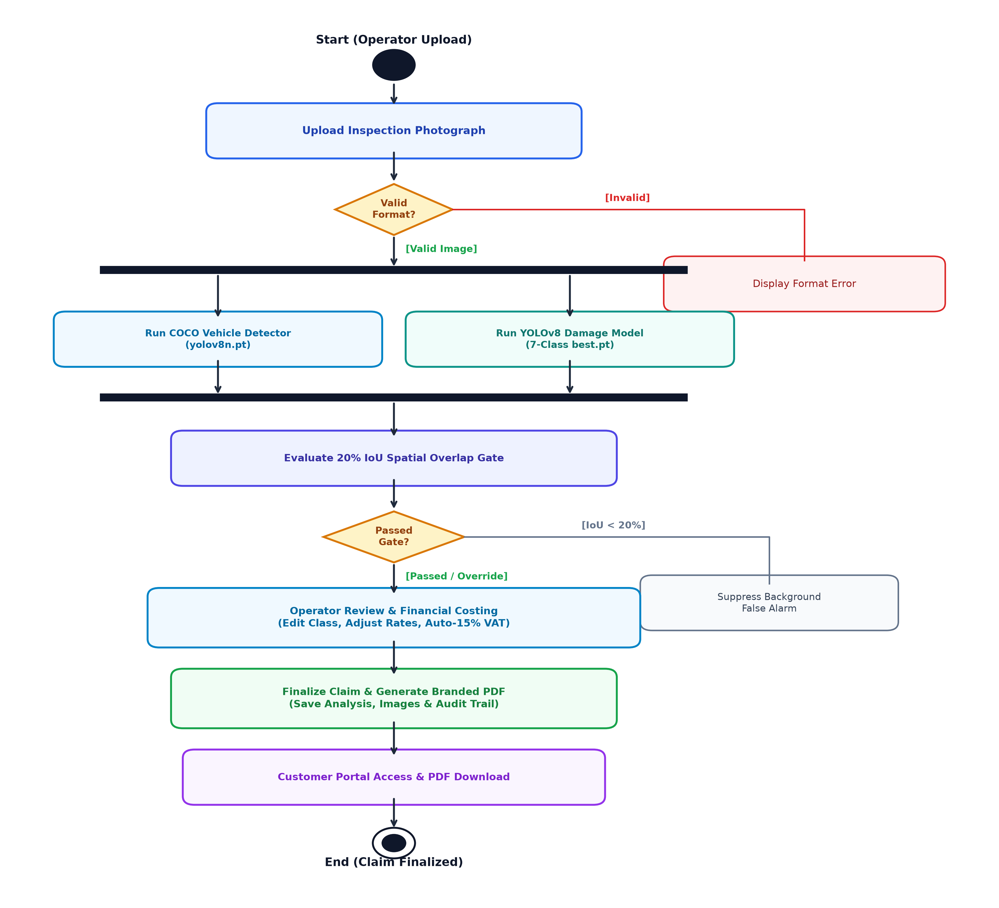 Start (Operator Upload)
Upload Inspection Photograph
Valid
Format?
[Invalid]
[Valid Image]
Display Format Error
Run COCO Vehicle Detector
(yolov8n.pt)
Run YOLOv8 Damage Model
(7-Class best.pt)
Evaluate 20% IoU Spatial Overlap Gate
Passed
Gate?
[IoU < 20%]
[Passed / Override]
Suppress Background
False Alarm
Operator Review & Financial Costing
(Edit Class, Adjust Rates, Auto-15% VAT)
Finalize Claim & Generate Branded PDF
(Save Analysis, Images & Audit Trail)
Customer Portal Access & PDF Download
End (Claim Finalized)